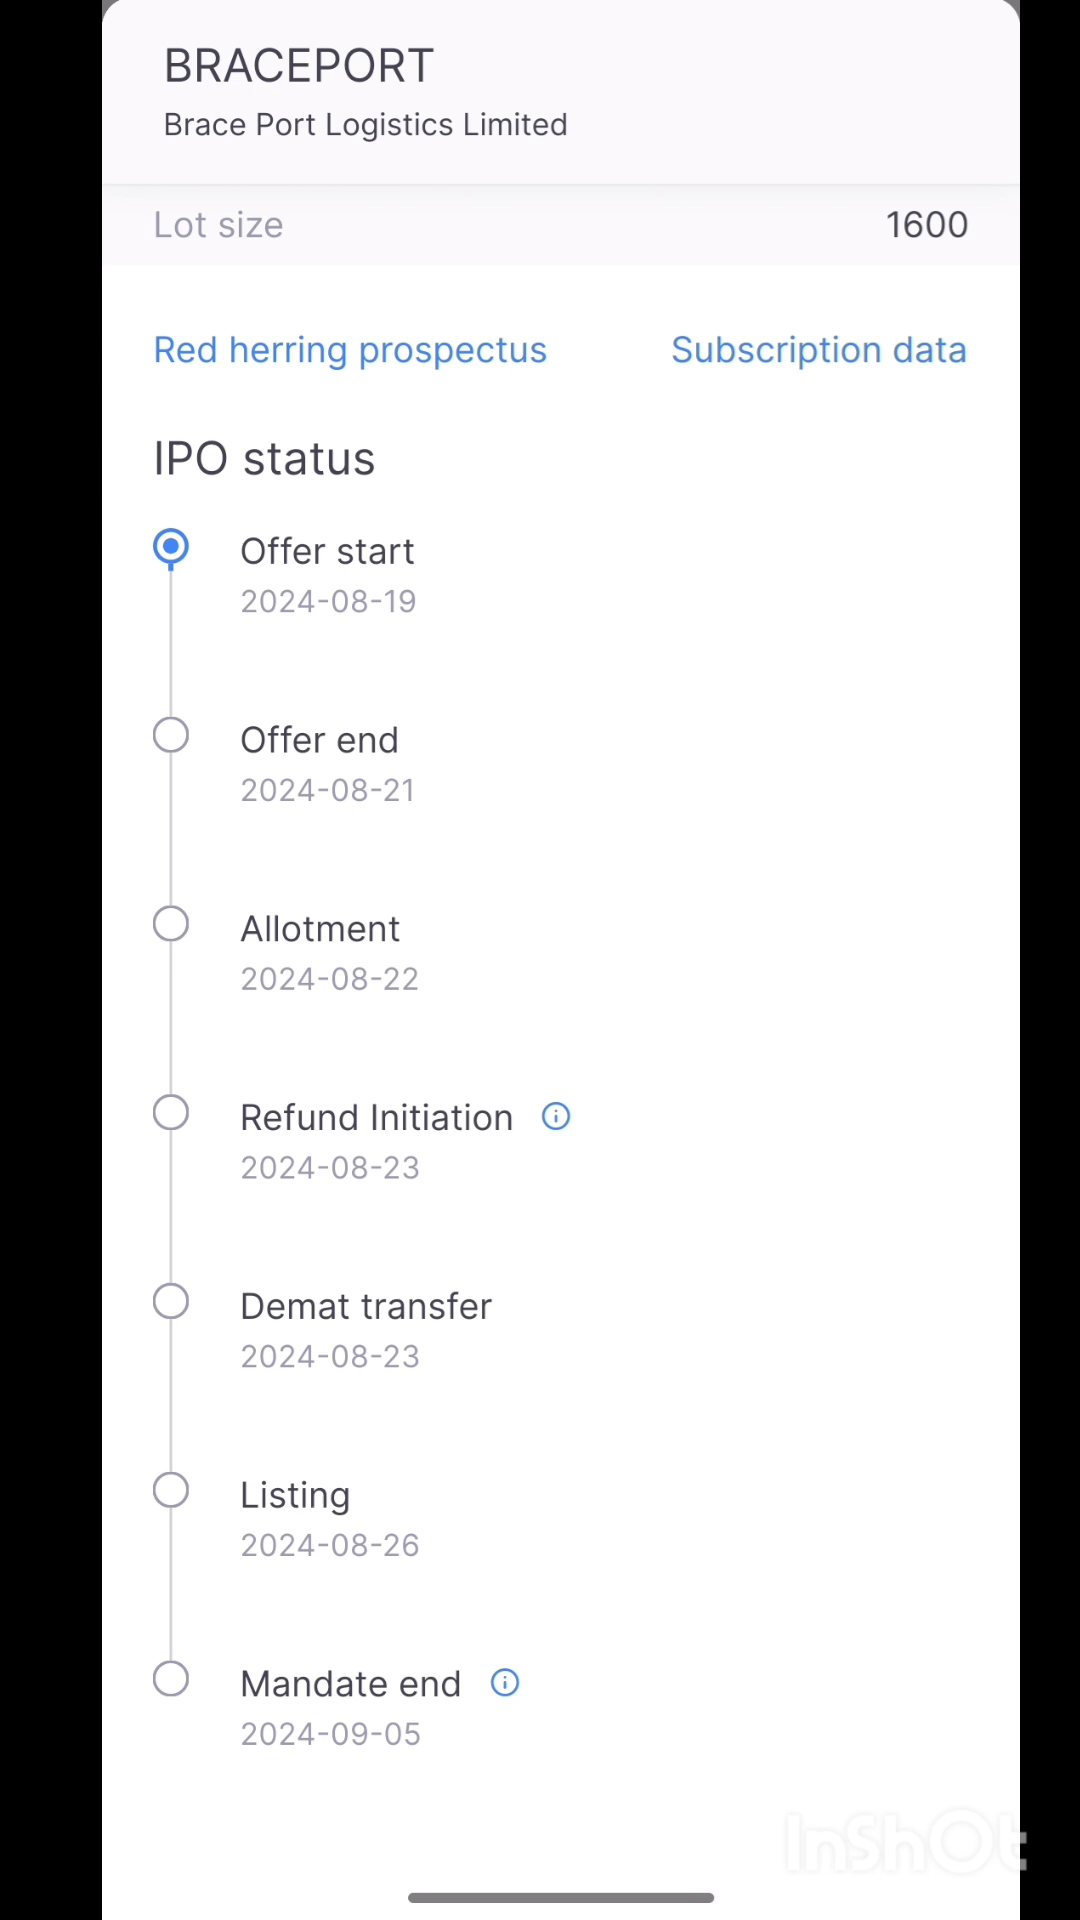 BRACEPORT
Brace Port Logistics Limited
Lot size 1600
Red herring prospectus Subscription data
IPO status
Offer start
2024-08-19
Offer end
2024-08-21
Allotment
2024-08-22
Refund Initiation
2024-08-23
Demat transfer
2024-08-23
Listing
2024-08-26
Mandate end
2024-09-05
InShOt